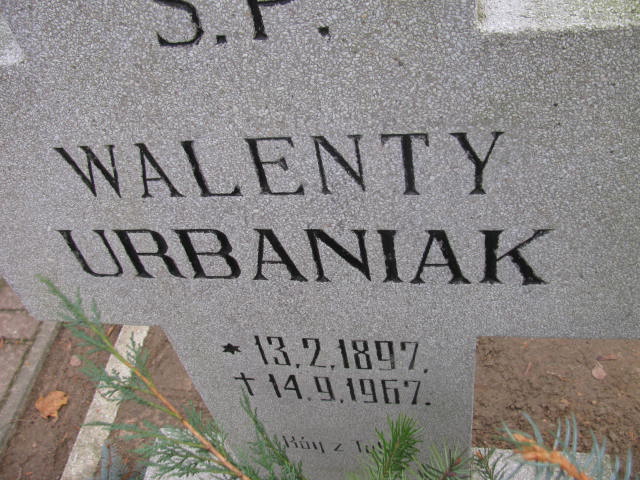 Ś.P.
WALENTY
URBANIAK
* 13.2.1897.
† 14.9.1967.
z